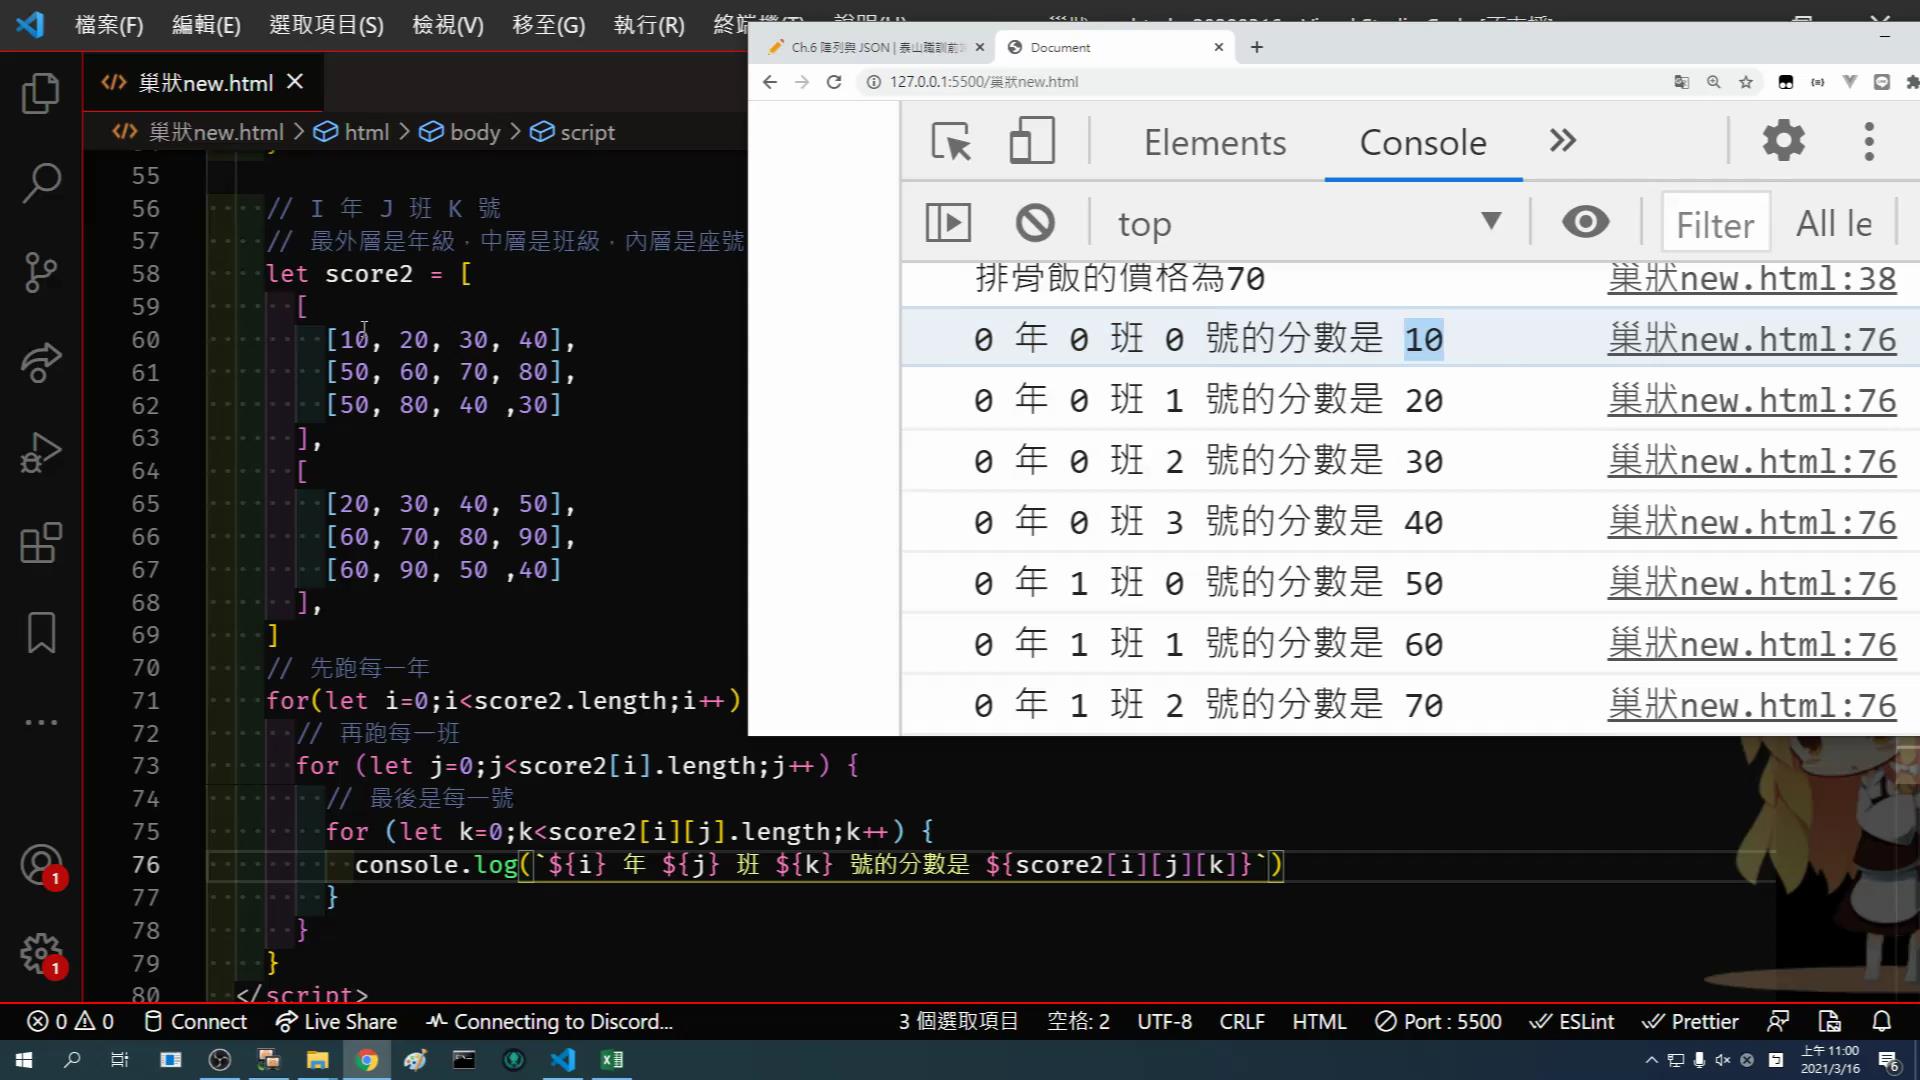 檔案(F) 編輯(E) 選取項目(S) 檢視(V) 移至(G) 執行(R)
巢狀new.html
巢狀new.html > html > body > script
Ch.6 陣列與 JSON | 泰山職訓前
Document
127.0.0.1:5500/巢狀new.html
Elements Console
top Filter All le
排骨飯的價格為70 巢狀new.html:38
0 年 0 班 0 號的分數是 10 巢狀new.html:76
0 年 0 班 1 號的分數是 20 巢狀new.html:76
0 年 0 班 2 號的分數是 30 巢狀new.html:76
0 年 0 班 3 號的分數是 40 巢狀new.html:76
0 年 1 班 0 號的分數是 50 巢狀new.html:76
0 年 1 班 1 號的分數是 60 巢狀new.html:76
0 年 1 班 2 號的分數是 70 巢狀new.html:76
55
56 // I 年 J 班 K 號
57 // 最外層是年級，中層是班級，內層是座號
58 let score2 = [
59 [
60 [10, 20, 30, 40],
61 [50, 60, 70, 80],
62 [50, 80, 40 ,30]
63 ],
64 [
65 [20, 30, 40, 50],
66 [60, 70, 80, 90],
67 [60, 90, 50 ,40]
68 ],
69 ]
70 // 先跑每一年
71 for(let i=0;i<score2.length;i++)
72 // 再跑每一班
73 for (let j=0;j<score2[i].length;j++) {
74 // 最後是每一號
75 for (let k=0;k<score2[i][j].length;k++) {
76 console.log(`${i} 年 ${j} 班 ${k} 號的分數是 ${score2[i][j][k]}`)
77 }
78 }
79 }
80 </script>
1
1
0 0 Connect Live Share Connecting to Discord... 3 個選取項目 空格: 2 UTF-8 CRLF HTML Port : 5500 ESLint Prettier
上午 11:00
2021/3/16
6